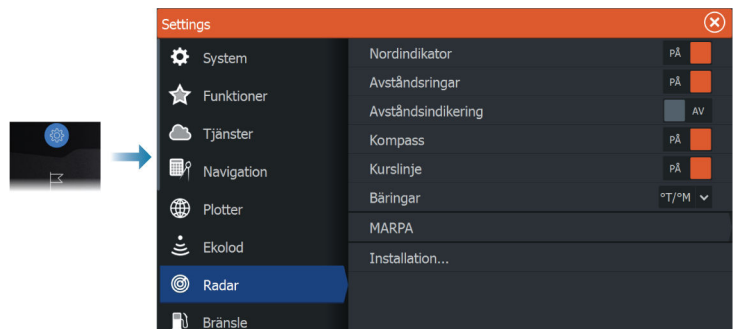 Settings
System
Funktioner
Tjänster
Navigation
Plotter
Ekolod
Radar
Bränsle
Nordindikator PÅ
Avståndsringar PÅ
Avståndsindikering AV
Kompass PÅ
Kurslinje PÅ
Bäringar °T/°M
MARPA
Installation...